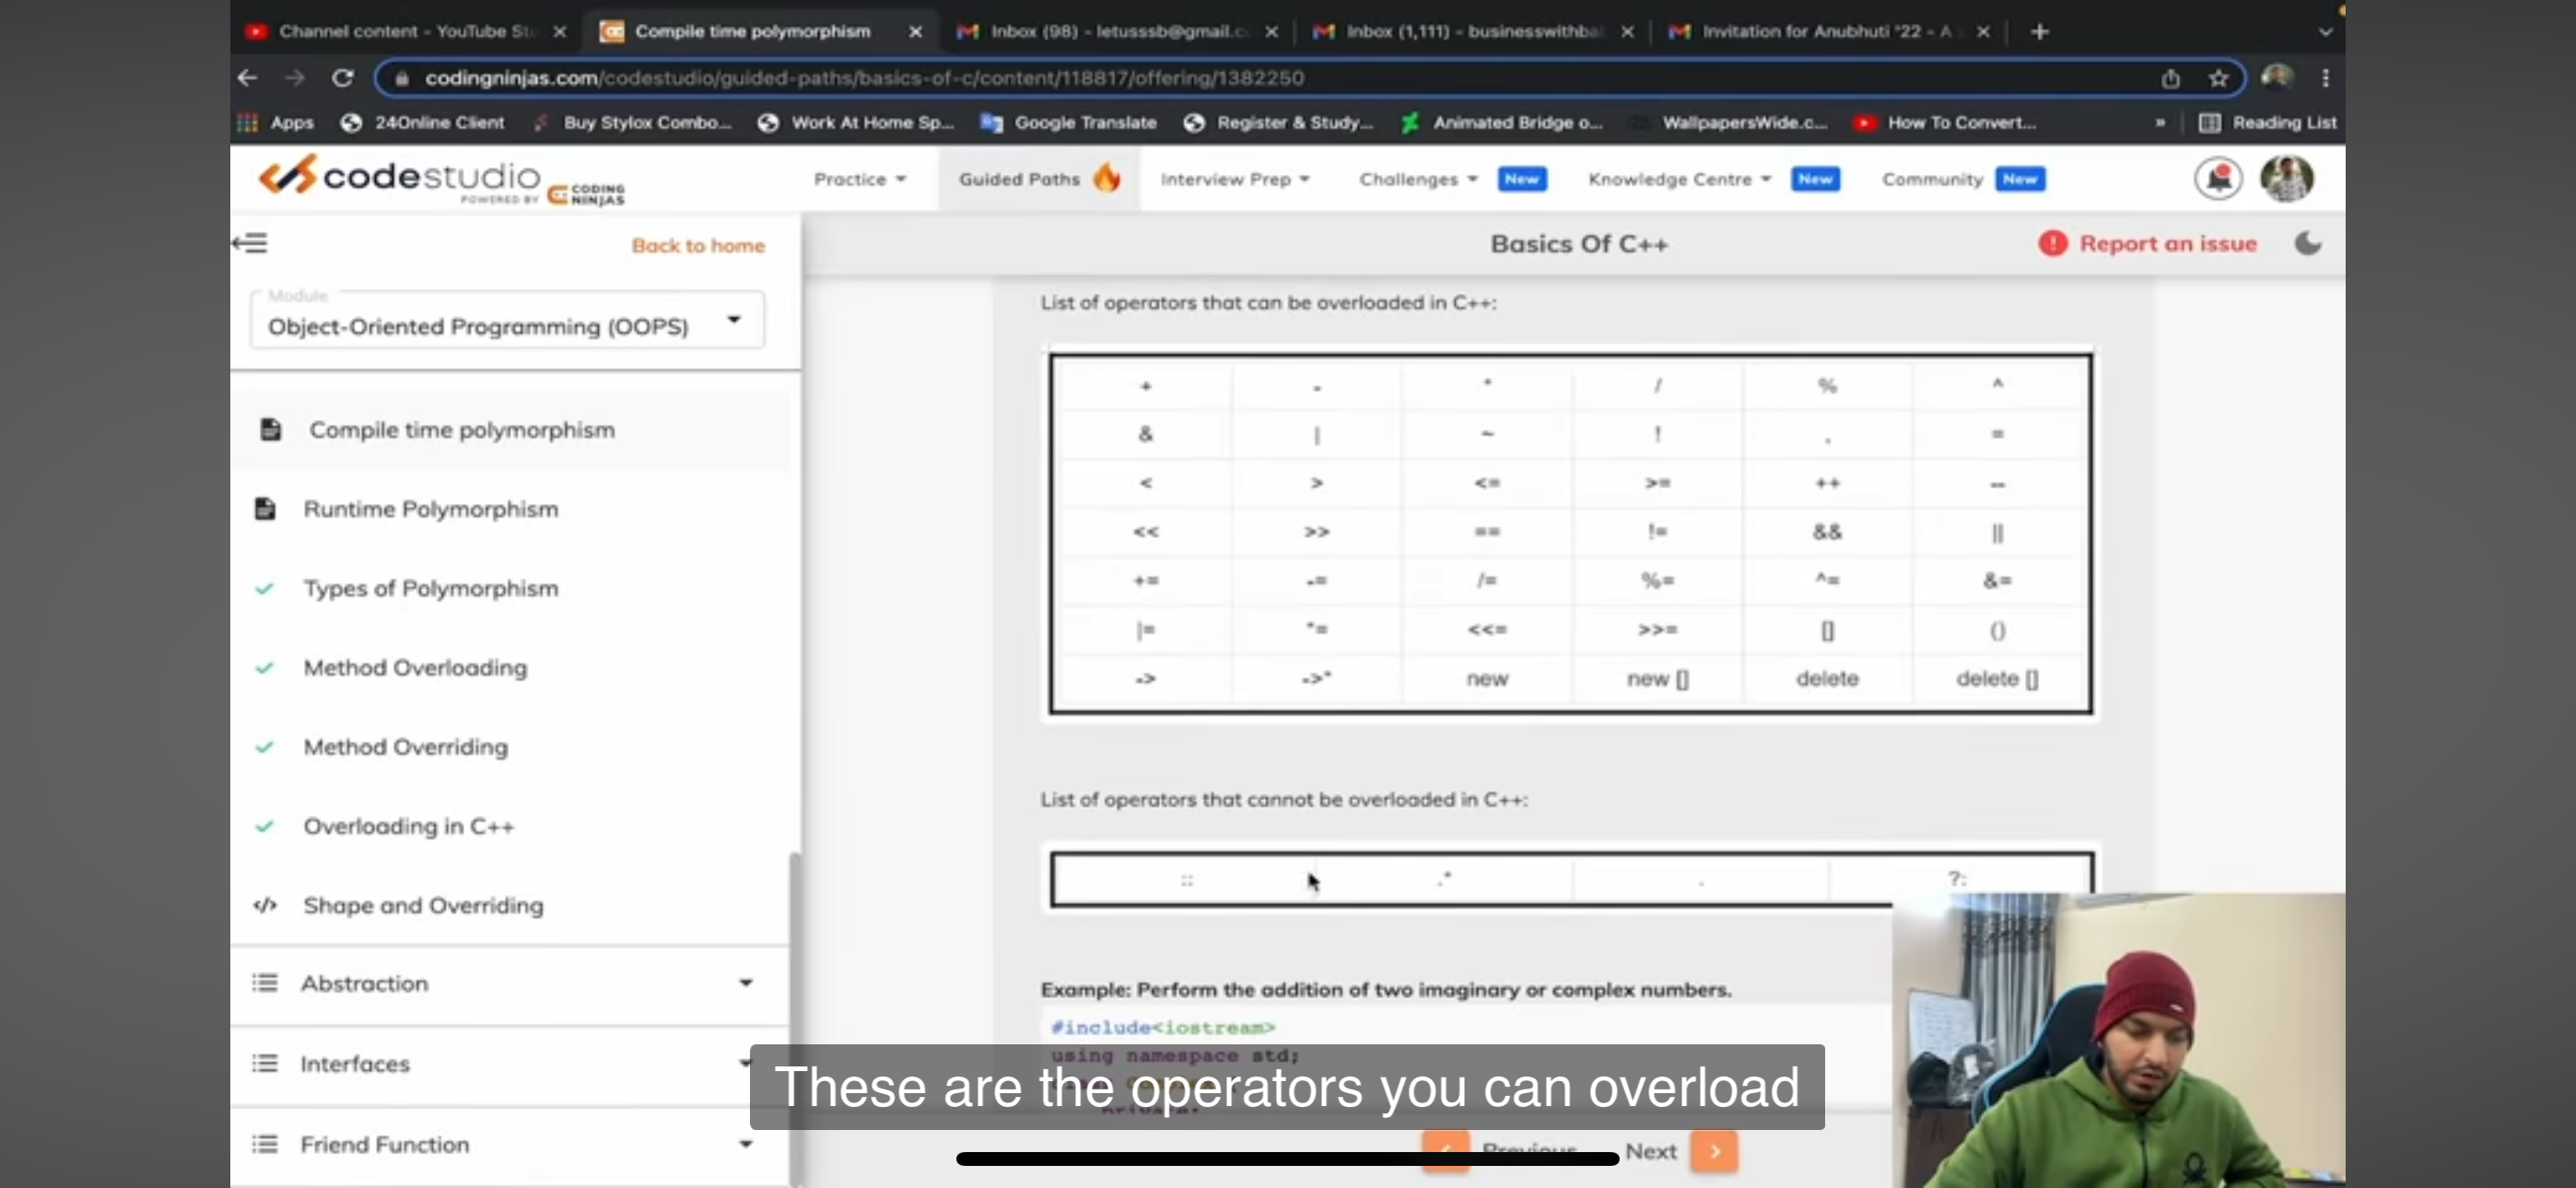 Channel content - YouTube Stu
Compile time polymorphism
Inbox (98) - letusssb@gmail.c
Inbox (1,111) - businesswithba
Invitation for Anubhuti '22 - A
codingninjas.com/codestudio/guided-paths/basics-of-c/content/118817/offering/1382250
Apps 24Online Client Buy Stylox Combo... Work At Home Sp... Google Translate Register & Study... Animated Bridge o... WallpapersWide.c... How To Convert... » Reading List
codestudio
POWERED BY CODING NINJAS
Practice Guided Paths Interview Prep Challenges New Knowledge Centre New Community New
Back to home
Basics Of C++
Report an issue
Module
Object-Oriented Programming (OOPS)
Compile time polymorphism
Runtime Polymorphism
Types of Polymorphism
Method Overloading
Method Overriding
Overloading in C++
</> Shape and Overriding
Abstraction
Interfaces
Friend Function
List of operators that can be overloaded in C++:
+ - * / % ^
& | ~ ! , =
< > <= >= ++ --
<< >> == != && ||
+= -= /= %= ^= &=
|= *= <<= >>= [] ()
-> ->* new new [] delete delete []
List of operators that cannot be overloaded in C++:
:: .* . ?:
Example: Perform the addition of two imaginary or complex numbers.
#include<iostream>
using namespace std;
private:
These are the operators you can overload
Previous Next